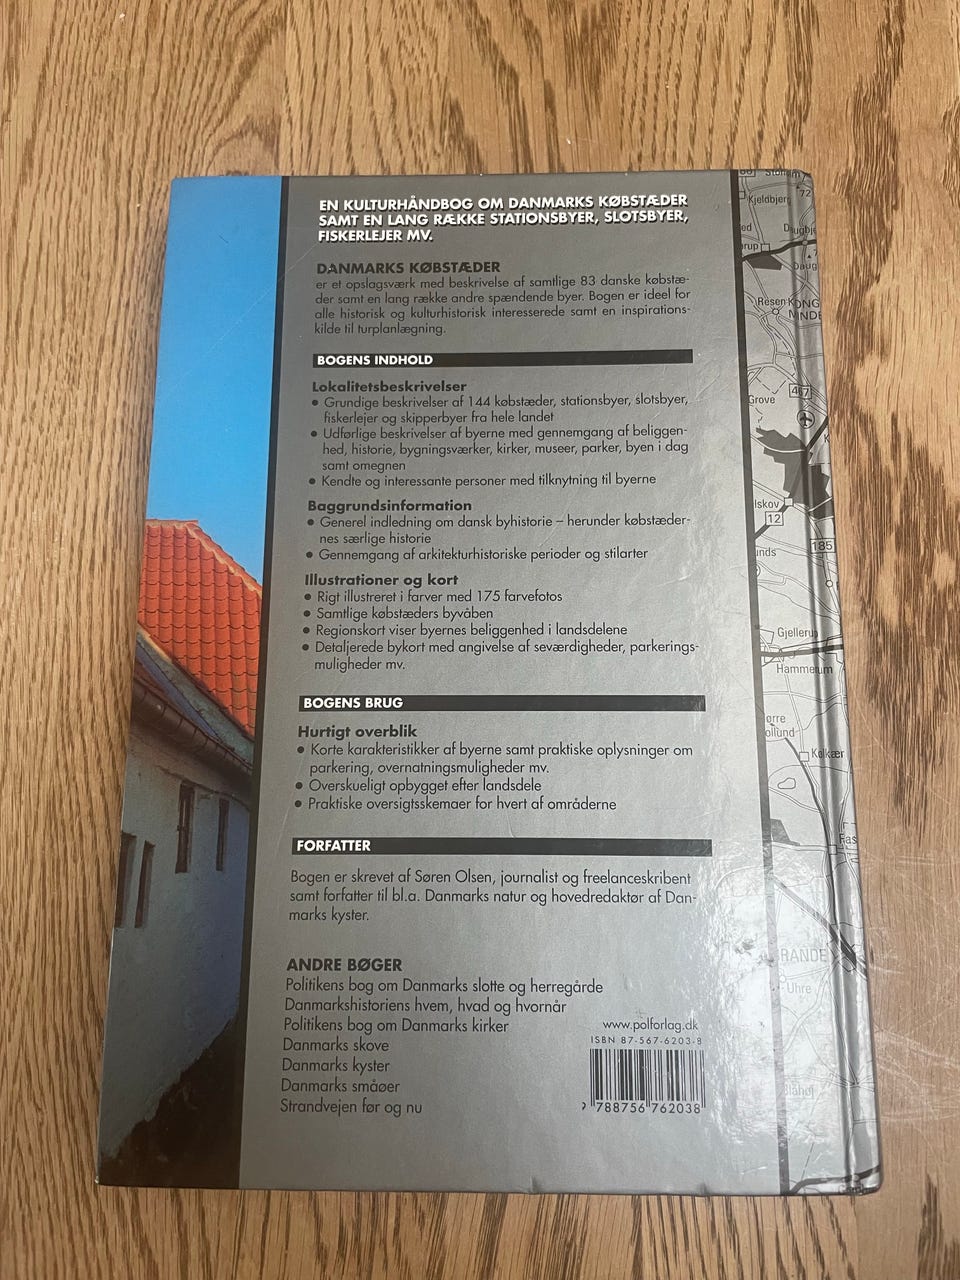 EN KULTURHÅNDBOG OM DANMARKS KØBSTÆDER
SAMT EN LANG RÆKKE STATIONSBYER, SLOTSBYER,
FISKERLEJER MV.
DANMARKS KØBSTÆDER
er et opslagsværk med beskrivelse af samtlige 83 danske købstæ-
der samt en lang række andre spændende byer. Bogen er ideel for
alle historisk og kulturhistorisk interesserede samt en inspirations-
kilde til turplanlægning.
BOGENS INDHOLD
Lokalitetsbeskrivelser
• Grundige beskrivelser af 144 købstæder, stationsbyer, slotsbyer,
fiskerlejer og skipperbyer fra hele landet
• Udførlige beskrivelser af byerne med gennemgang af beliggen-
hed, historie, bygningsværker, kirker, museer, parker, byen i dag
samt omegnen
• Kendte og interessante personer med tilknytning til byerne
Baggrundsinformation
• Generel indledning om dansk byhistorie – herunder købstæder-
nes særlige historie
• Gennemgang af arkitekturhistoriske perioder og stilarter
Illustrationer og kort
• Rigt illustreret i farver med 175 farvefotos
• Samtlige købstæders byvåben
• Regionskort viser byernes beliggenhed i landsdelene
• Detaljerede bykort med angivelse af seværdigheder, parkerings-
muligheder mv.
BOGENS BRUG
Hurtigt overblik
• Korte karakteristikker af byerne samt praktiske oplysninger om
parkering, overnatningsmuligheder mv.
• Overskueligt opbygget efter landsdele
• Praktiske oversigtsskemaer for hvert af områderne
FORFATTER
Bogen er skrevet af Søren Olsen, journalist og freelanceskribent
samt forfatter til bl.a. Danmarks natur og hovedredaktør af Dan-
marks kyster.
ANDRE BØGER
Politikens bog om Danmarks slotte og herregårde
Danmarkshistoriens hvem, hvad og hvornår
Politikens bog om Danmarks kirker
Danmarks skove
Danmarks kyster
Danmarks småøer
Strandvejen før og nu
www.polforlag.dk
ISBN 87-567-6203-8
9 788756 762038
72
Kjeldbjerg
Resen
Grove
467
12
185
Gjellerup
Hammerum
Kølkær
RANDE
Uhre